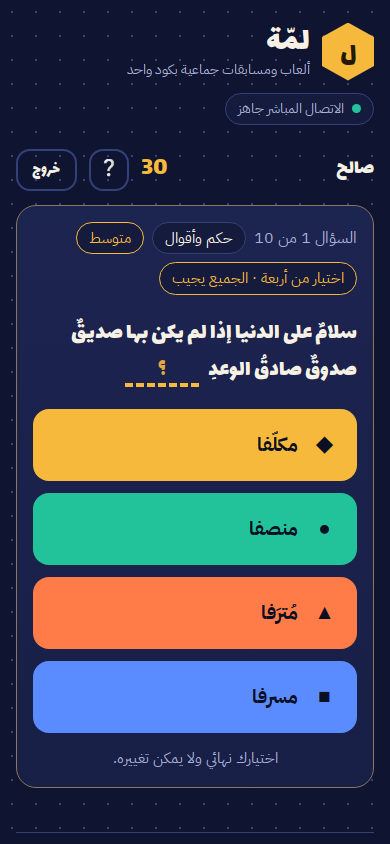 ل
لمّة
ألعاب ومسابقات جماعية بكود واحد
الاتصال المباشر جاهز
صالح
30
?
خروج
السؤال 1 من 10
حكم وأقوال
متوسط
اختيار من أربعة · الجميع يجيب
سلامٌ على الدنيا إذا لم يكن بها صديقٌ
صدوقٌ صادقُ الوعدِ ؟
مكلّفا
منصفا
مُترَفا
مسرفا
اختيارك نهائي ولا يمكن تغييره.